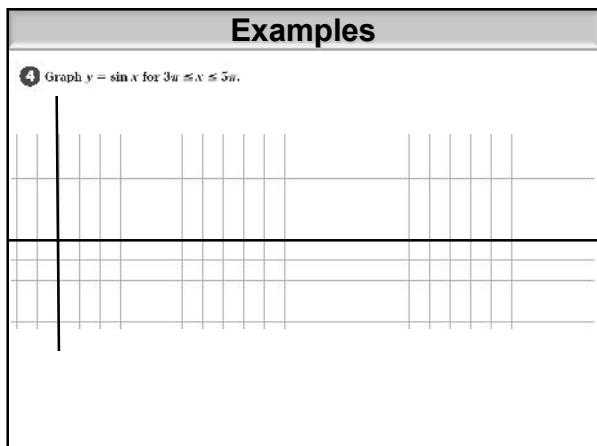 Examples
4 Graph y = sin x for 3π ≤ x ≤ 5π.